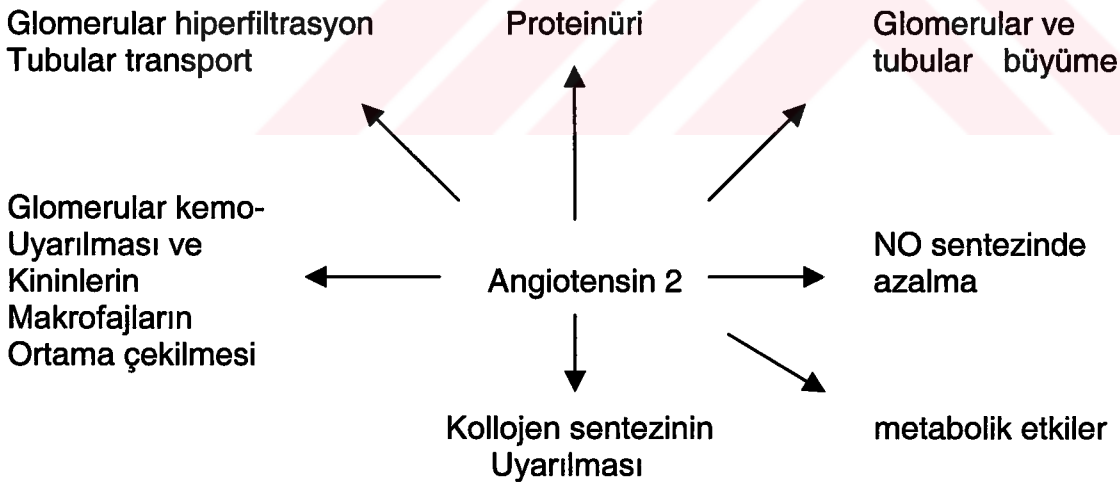 Glomerular hiperfiltrasyon
Tubular transport
Proteinüri
Glomerular ve
tubular büyüme
Glomerular kemo-
Uyarılması ve
Kininlerin
Makrofajların
Ortama çekilmesi
Angiotensin 2
NO sentezinde
azalma
Kollojen sentezinin
Uyarılması
metabolik etkiler